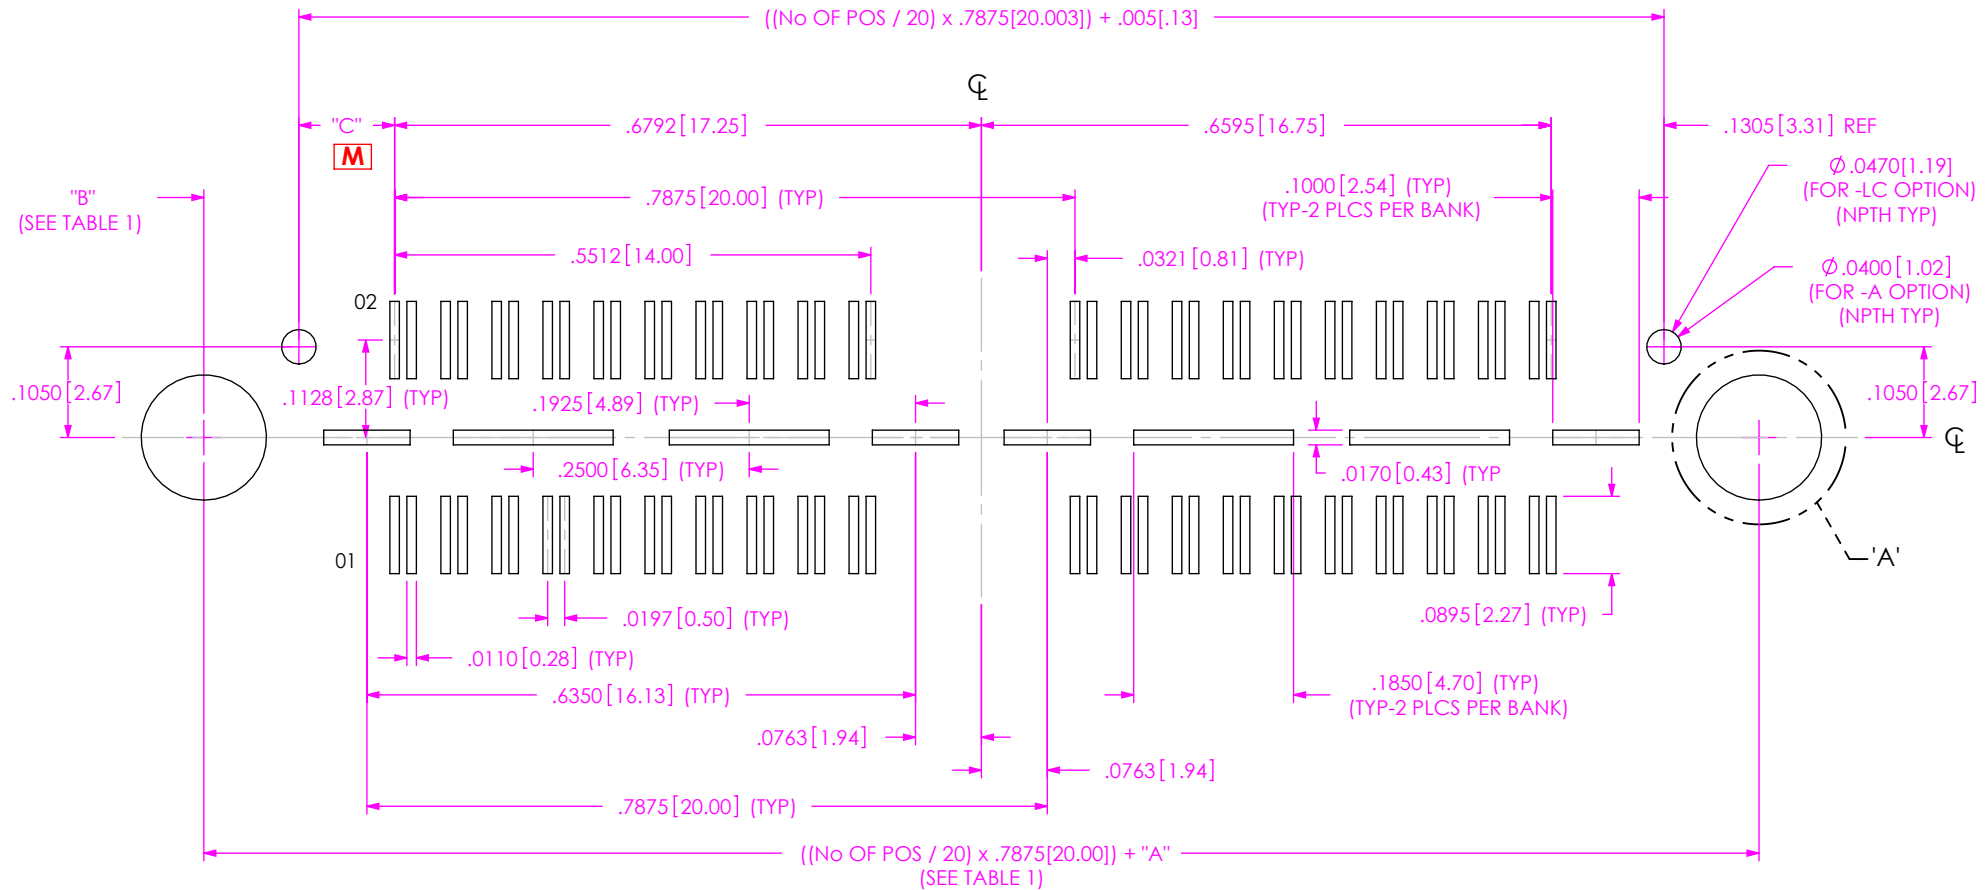 ((No OF POS / 20) x .7875[20.003]) + .005[.13]
℄
"C"
.6792[17.25]
.6595[16.75]
.1305[3.31] REF
M
Ø.0470[1.19]
(FOR -LC OPTION)
(NPTH TYP)
"B"
(SEE TABLE 1)
.7875[20.00] (TYP)
.1000[2.54] (TYP)
(TYP-2 PLCS PER BANK)
.5512[14.00]
.0321[0.81] (TYP)
Ø.0400[1.02]
(FOR -A OPTION)
(NPTH TYP)
02
.1050[2.67]
.1128[2.87] (TYP)
.1925[4.89] (TYP)
.1050[2.67]
℄
.2500[6.35] (TYP)
.0170[0.43] (TYP
01
'A'
.0197[0.50] (TYP)
.0895[2.27] (TYP)
.0110[0.28] (TYP)
.6350[16.13] (TYP)
.1850[4.70] (TYP)
(TYP-2 PLCS PER BANK)
.0763[1.94]
.0763[1.94]
.7875[20.00] (TYP)
((No OF POS / 20) x .7875[20.00]) + "A"
(SEE TABLE 1)